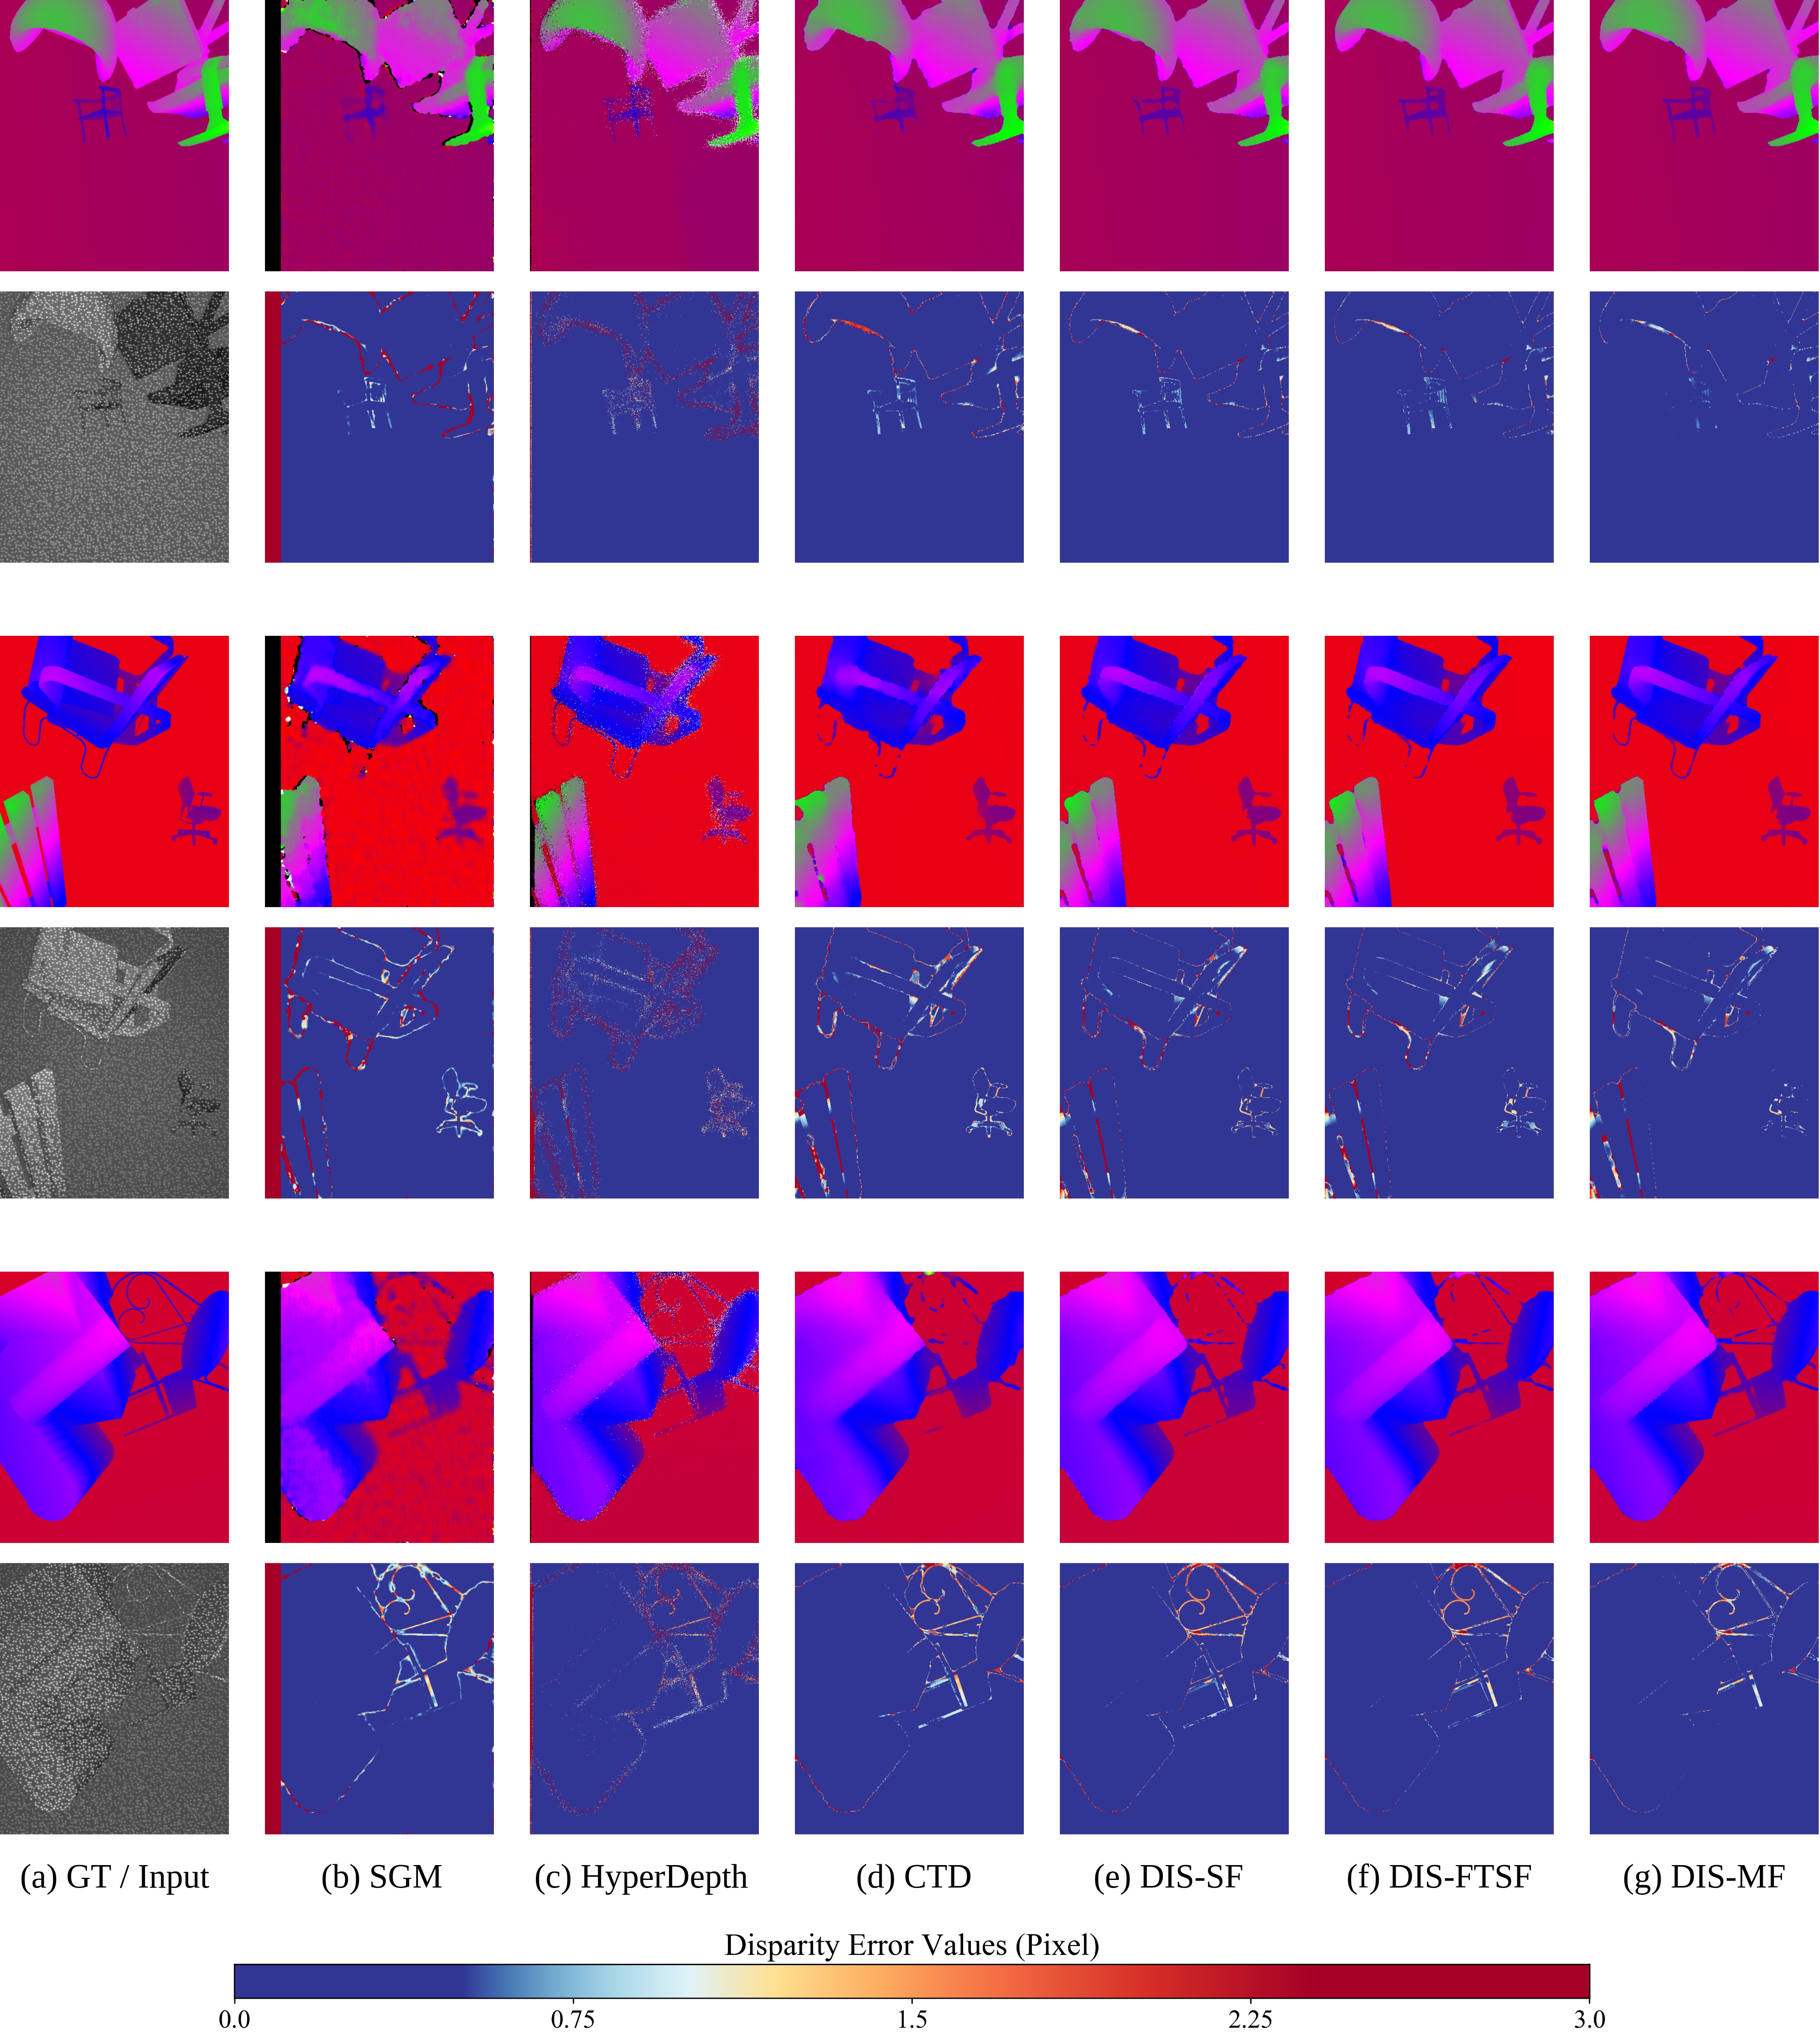 (a) GT / Input (b) SGM (c) HyperDepth (d) CTD (e) DIS-SF (f) DIS-FTSF (g) DIS-MF
Disparity Error Values (Pixel)
0.0 0.75 1.5 2.25 3.0